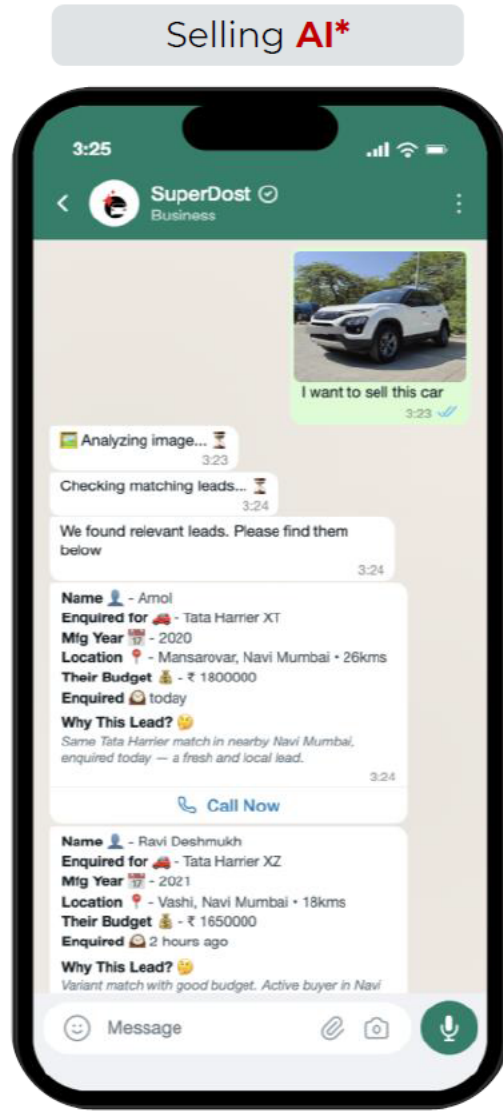 Selling AI*
3:25
SuperDost
Business
I want to sell this car
3:23
Analyzing image...
3:23
Checking matching leads...
3:24
We found relevant leads. Please find them
below
3:24
Name 👤 - Amol
Enquired for 🚗 - Tata Harrier XT
Mfg Year 📅 - 2020
Location 📍 - Mansarovar, Navi Mumbai • 26kms
Their Budget 💰 - ₹ 1800000
Enquired 🕰️ today
Why This Lead? 🤔
Same Tata Harrier match in nearby Navi Mumbai,
enquired today — a fresh and local lead.
3:24
Call Now
Name 👤 - Ravi Deshmukh
Enquired for 🚗 - Tata Harrier XZ
Mfg Year 📅 - 2021
Location 📍 - Vashi, Navi Mumbai • 18kms
Their Budget 💰 - ₹ 1650000
Enquired 🕰️ 2 hours ago
Why This Lead? 🤔
Variant match with good budget. Active buyer in Navi
Message